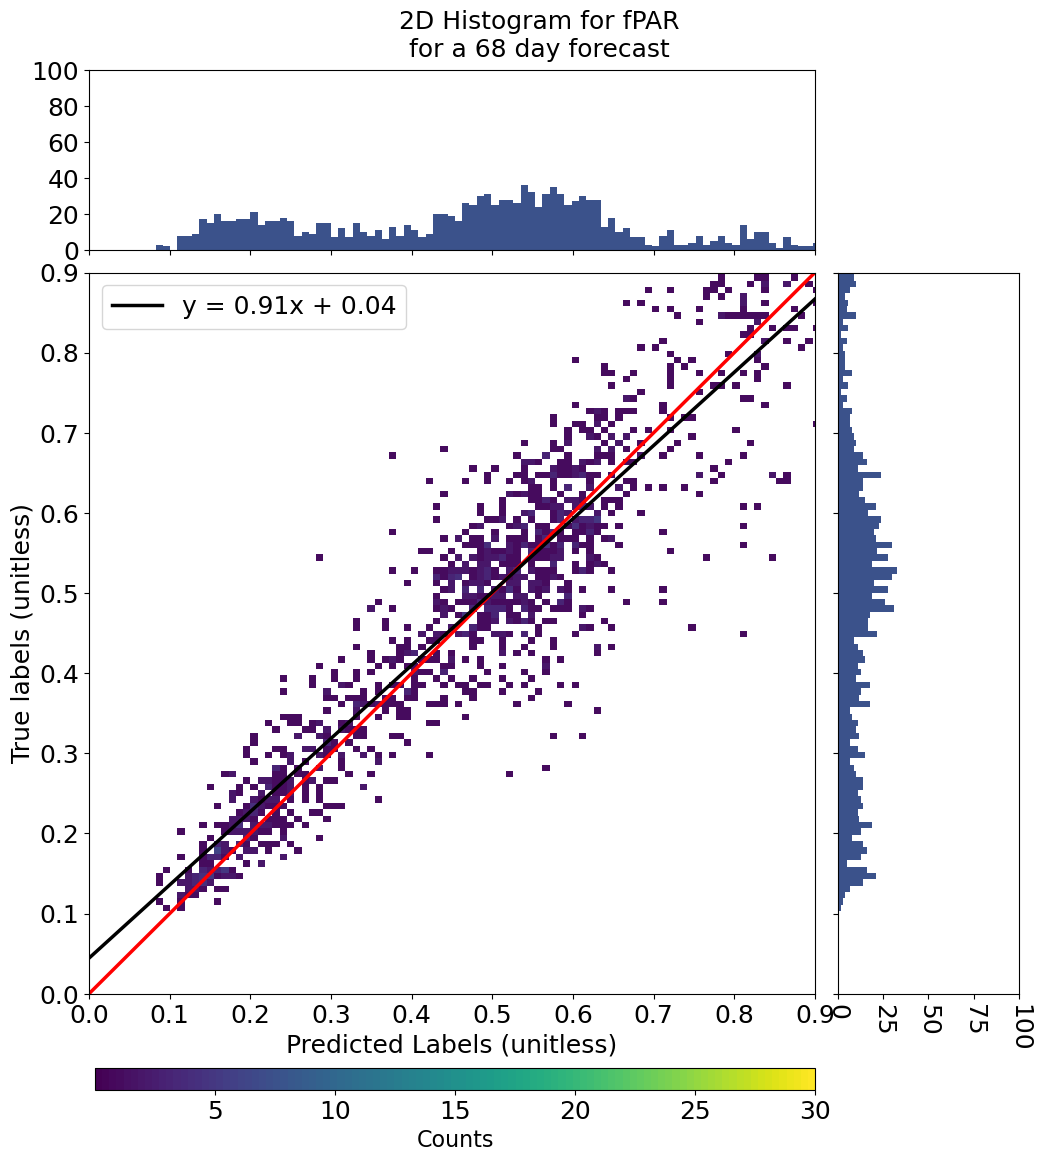 2D Histogram for fPAR
for a 68 day forecast
100
80
60
40
20
0
0.9
0.8
0.7
0.6
0.5
0.4
0.3
0.2
0.1
0.0
y = 0.91x + 0.04
True labels (unitless)
0.0 0.1 0.2 0.3 0.4 0.5 0.6 0.7 0.8 0.9
Predicted Labels (unitless)
0 25 50 75 100
5 10 15 20 25 30
Counts